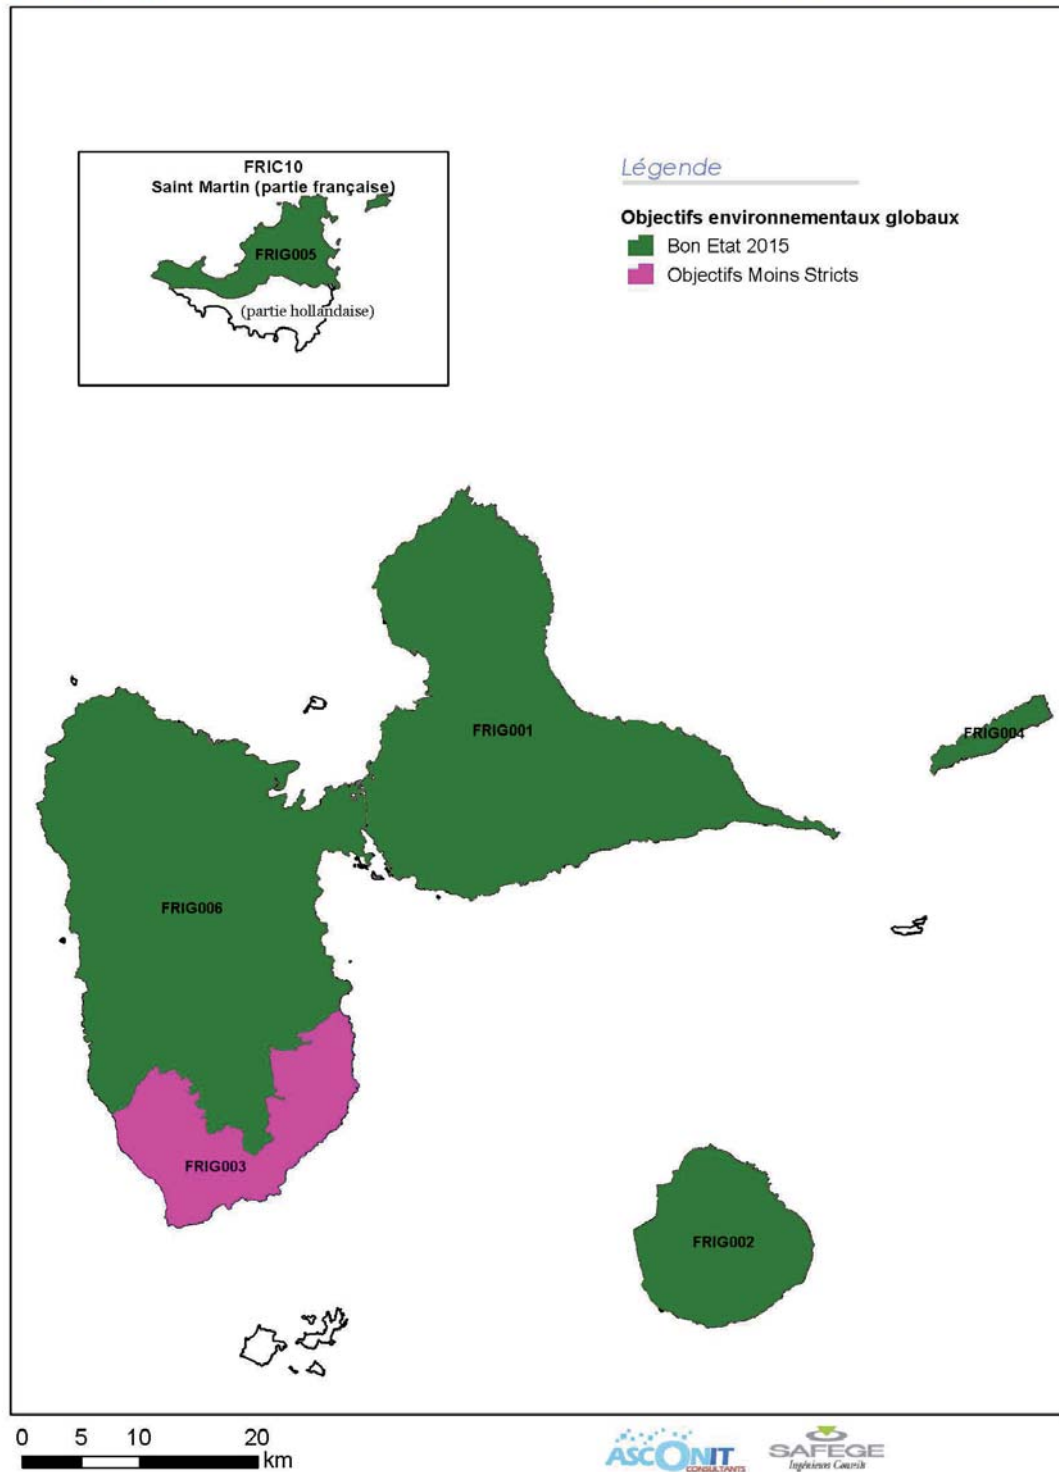 FRIC10
Saint Martin (partie française)
FRIG005
(partie hollandaise)
Légende
Objectifs environnementaux globaux
Bon Etat 2015
Objectifs Moins Stricts
FRIG001
FRIG004
FRIG006
FRIG003
FRIG002
0 5 10 20
km
ASCONIT
CONSULTANTS
SAFEGE
Ingénieurs Conseils